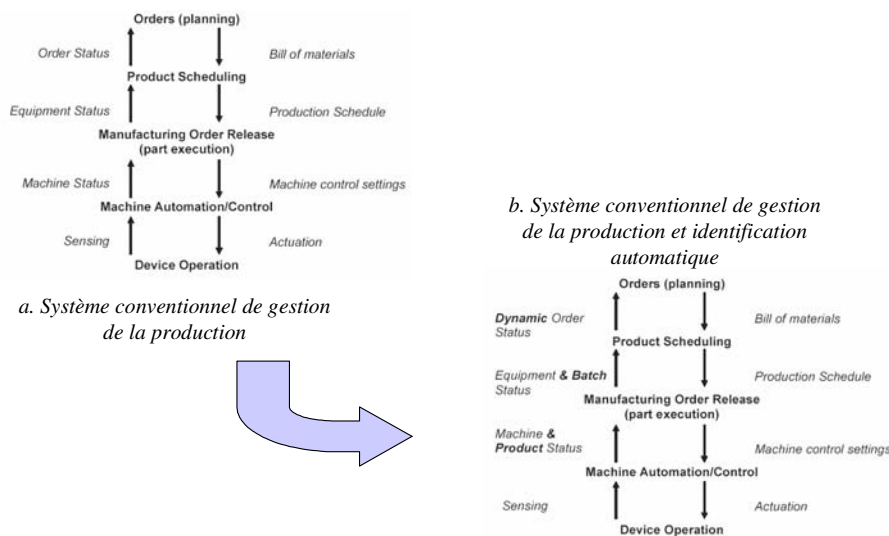 Orders (planning)
Order Status
Bill of materials
Product Scheduling
Equipment Status
Production Schedule
Manufacturing Order Release
(part execution)
Machine Status
Machine control settings
Machine Automation/Control
Sensing
Actuation
Device Operation
a. Système conventionnel de gestion
de la production
b. Système conventionnel de gestion
de la production et identification
automatique
Orders (planning)
Dynamic Order
Status
Bill of materials
Product Scheduling
Equipment & Batch
Status
Production Schedule
Manufacturing Order Release
(part execution)
Machine &
Product Status
Machine control settings
Machine Automation/Control
Sensing
Actuation
Device Operation